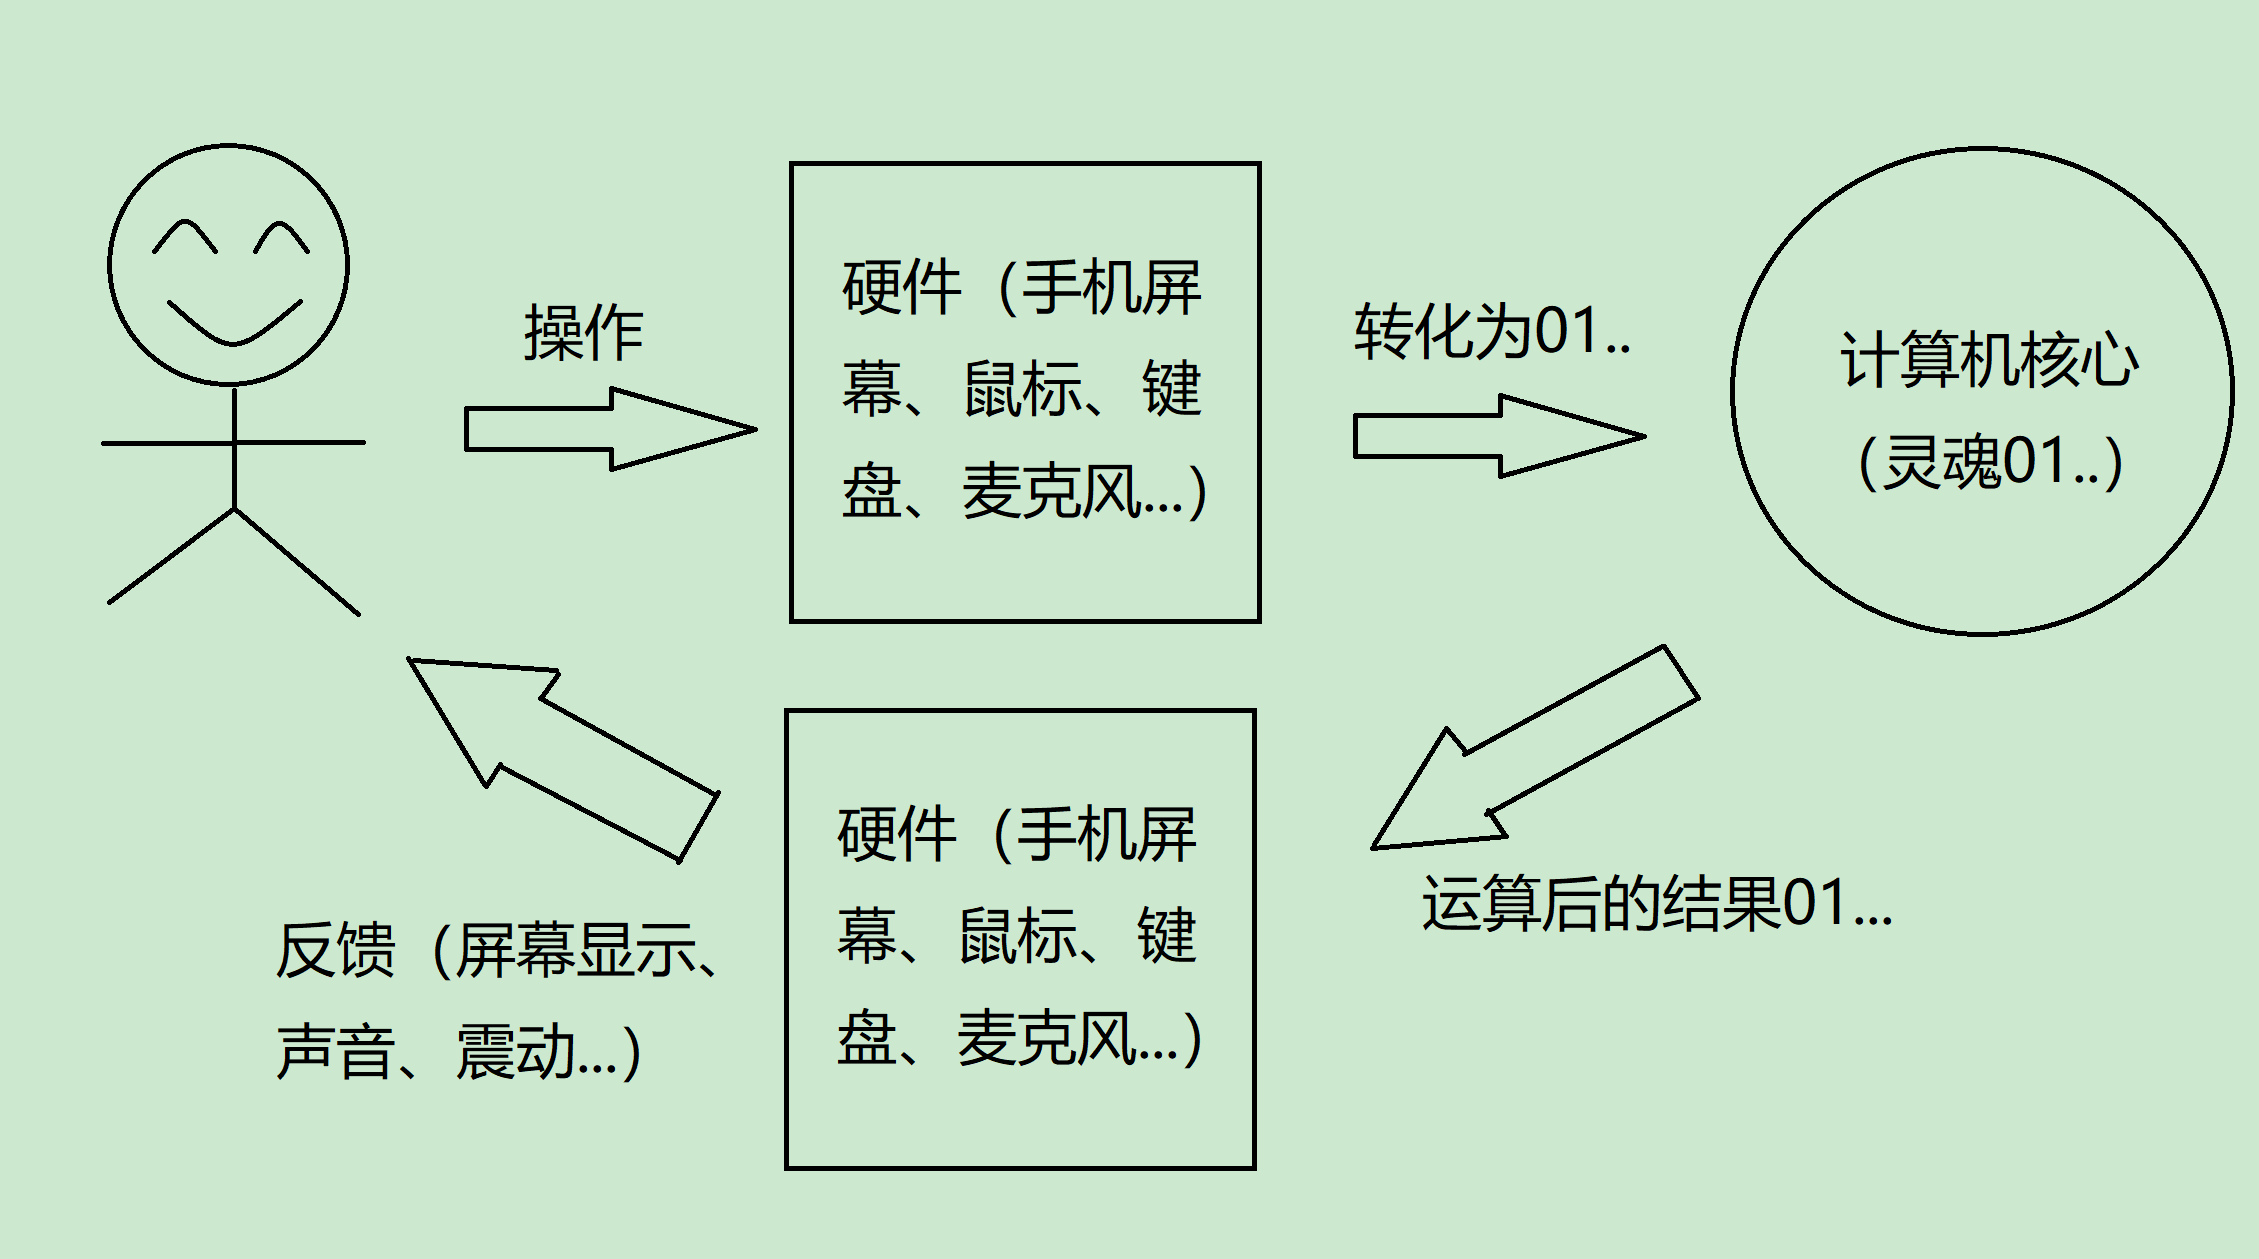 操作
硬件（手机屏
幕、鼠标、键
盘、麦克风...）
转化为01..
计算机核心
（灵魂01..）
运算后的结果01...
硬件（手机屏
幕、鼠标、键
盘、麦克风...）
反馈（屏幕显示、
声音、震动...）